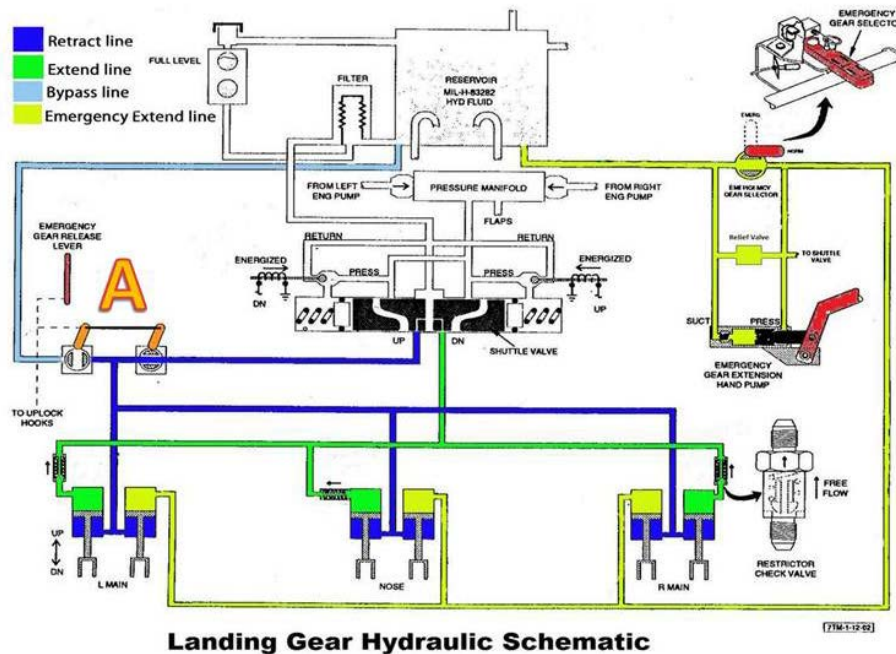 Retract line
Extend line
Bypass line
Emergency Extend line
FULL LEVEL
FILTER
RESERVOIR
MIL-H-83282
HYD FLUID
EMERGENCY
GEAR SELECTOR
EMERG
NORM
EMERGENCY
GEAR SELECTOR
FROM LEFT
ENG PUMP
PRESSURE MANIFOLD
FROM RIGHT
ENG PUMP
FLAPS
EMERGENCY
GEAR RELEASE
LEVER
A
RETURN
RETURN
ENERGIZED
PRESS
PRESS
ENERGIZED
DN
UP
UP
DN
SHUTTLE VALVE
Relief Valve
TO SHUTTLE
VALVE
SUCT
PRESS
EMERGENCY
GEAR EXTENSION
HAND PUMP
TO UPLOCK
HOOKS
FREE
FLOW
UP
DN
L MAIN
NOSE
R MAIN
RESTRICTOR
CHECK VALVE
7TM-1-12-02
Landing Gear Hydraulic Schematic